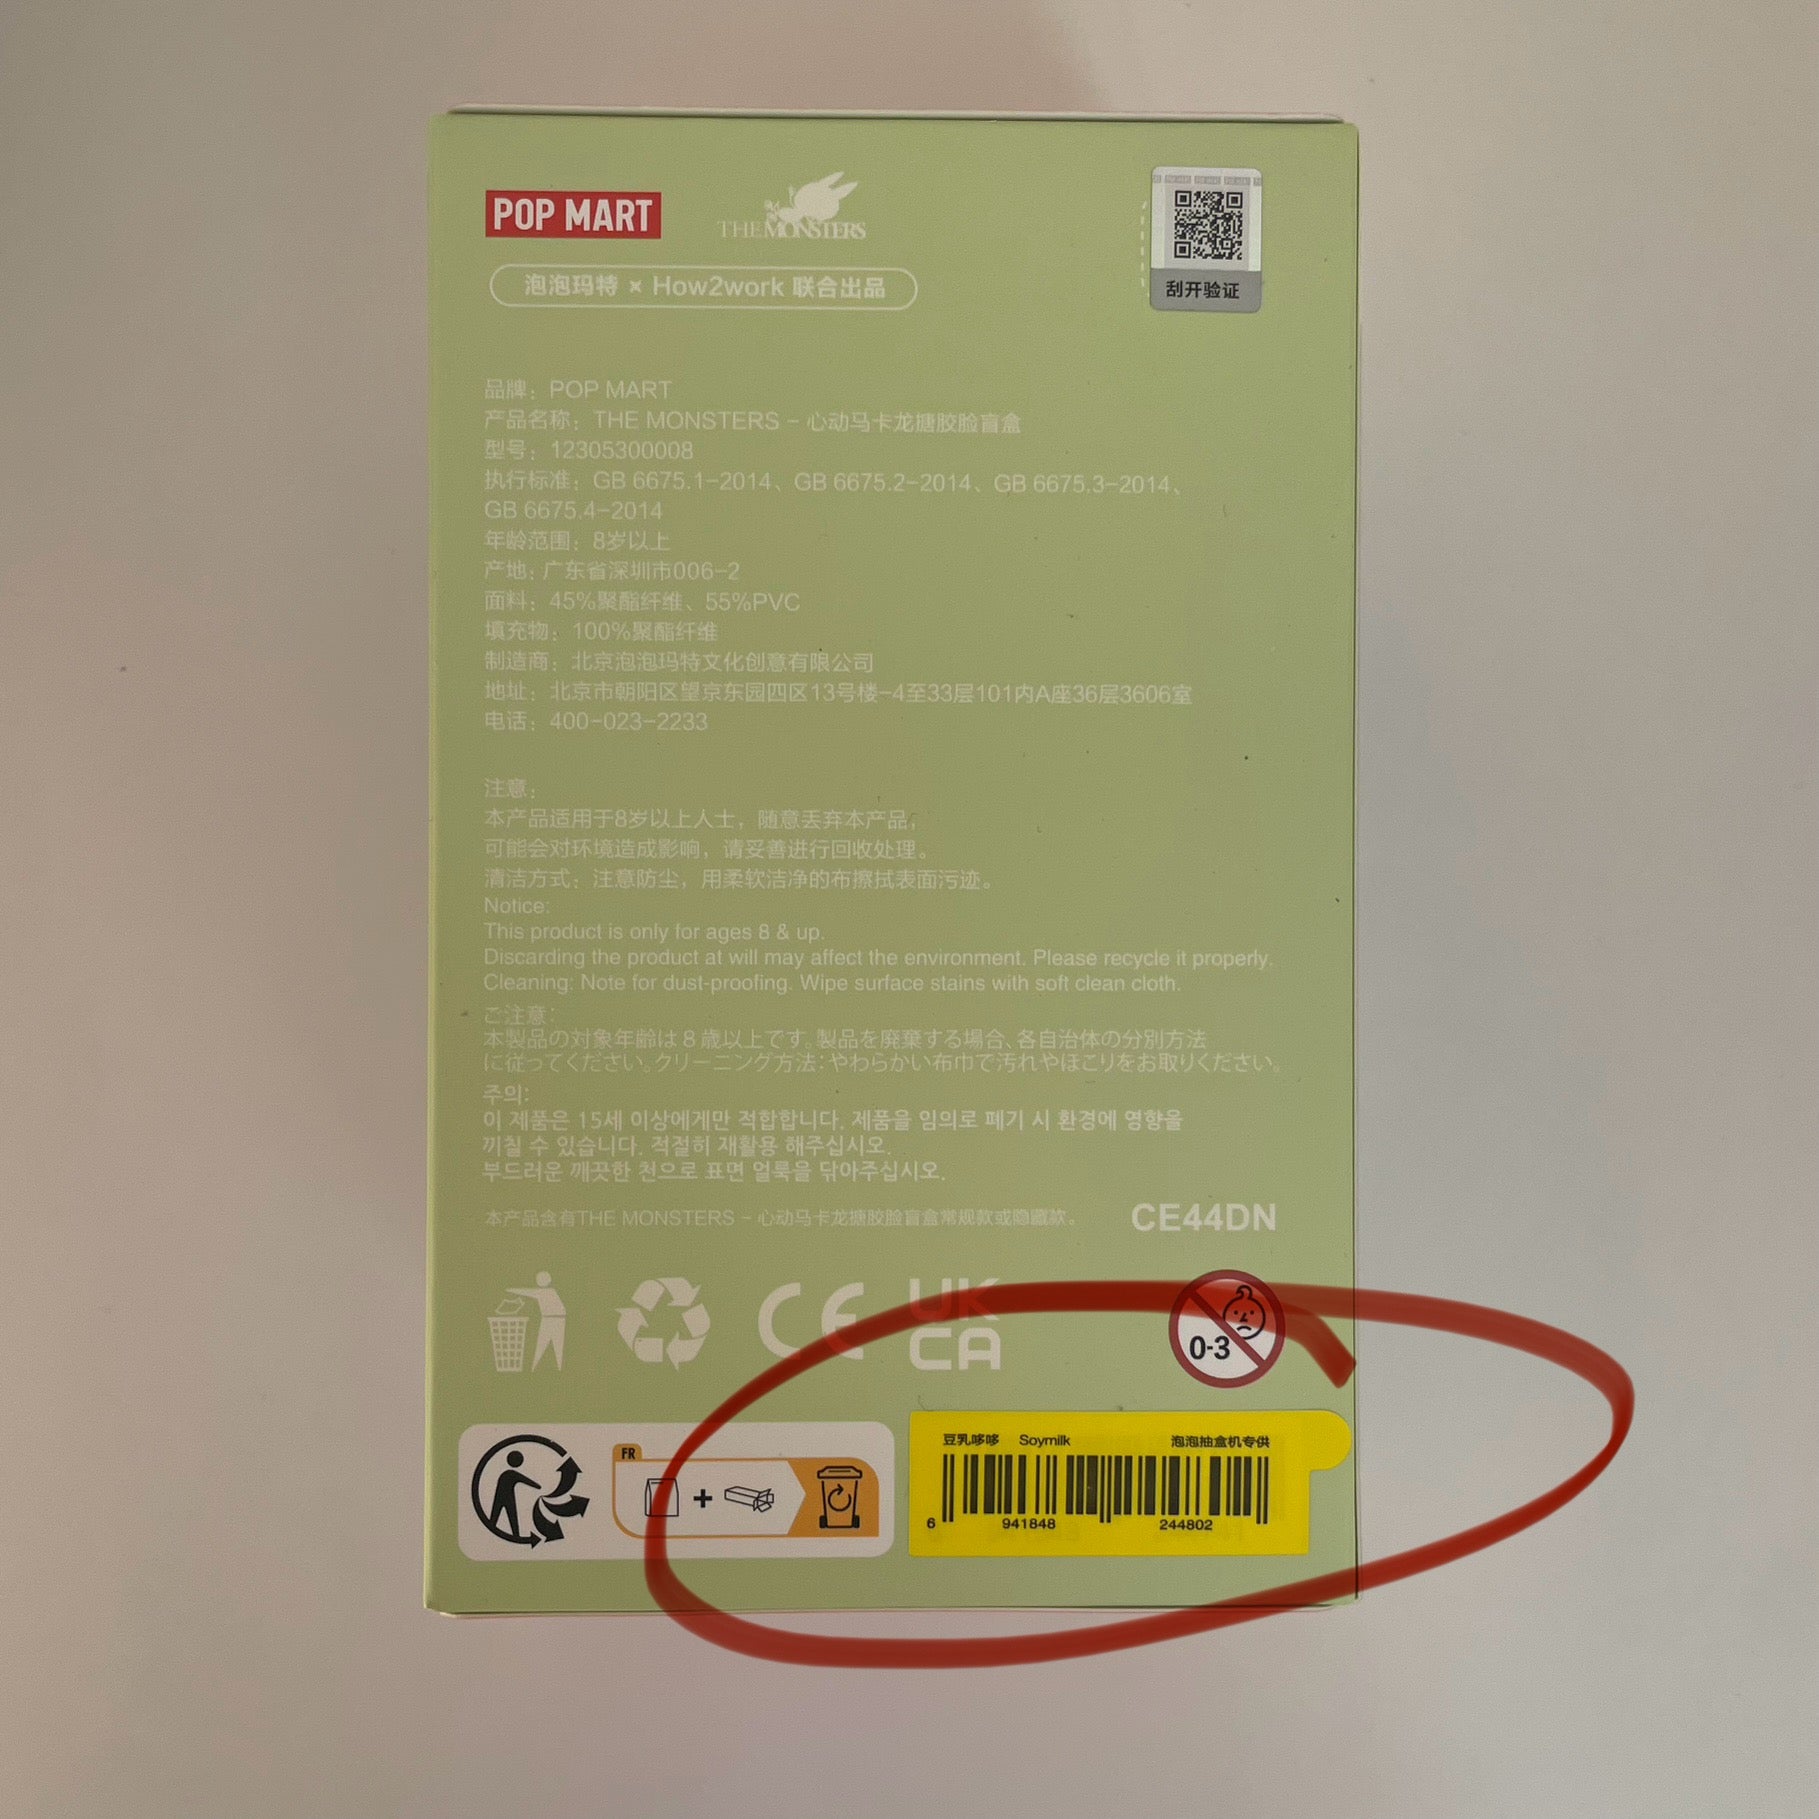 POP MART
THE MONSTERS
泡泡玛特 × How2work 联合出品
刮开验证
品牌：POP MART
产品名称：THE MONSTERS - 心动马卡龙搪胶脸盲盒
型号：12305300008
执行标准：GB 6675.1-2014、GB 6675.2-2014、GB 6675.3-2014、
GB 6675.4-2014
年龄范围：8岁以上
产地：广东省深圳市006-2
面料：45%聚酯纤维、55%PVC
填充物：100%聚酯纤维
制造商：北京泡泡玛特文化创意有限公司
地址：北京市朝阳区望京东园四区13号楼-4至33层101内A座36层3606室
电话：400-023-2233
注意：
本产品适用于8岁以上人士，随意丢弃本产品，
可能会对环境造成影响，请妥善进行回收处理。
清洁方式：注意防尘，用柔软洁净的布擦拭表面污迹。
Notice:
This product is only for ages 8 & up.
Discarding the product at will may affect the environment. Please recycle it properly.
Cleaning: Note for dust-proofing. Wipe surface stains with soft clean cloth.
ご注意：
本製品の対象年齢は8歳以上です。製品を廃棄する場合、各自治体の分別方法
に従ってください。クリーニング方法：やわらかい布巾で汚れやほこりをお取りください。
주의:
이 제품은 15세 이상에게만 적합합니다. 제품을 임의로 폐기 시 환경에 영향을
끼칠 수 있습니다. 적절히 재활용 해주십시오.
부드러운 깨끗한 천으로 표면 얼룩을 닦아주십시오.
本产品含有THE MONSTERS - 心动马卡龙搪胶脸盲盒常规款或隐藏款。
CE44DN
CE
UK
CA
0-3
FR
+
豆乳哆哆 Soymilk 泡泡抽盒机专供
6 941848 244802